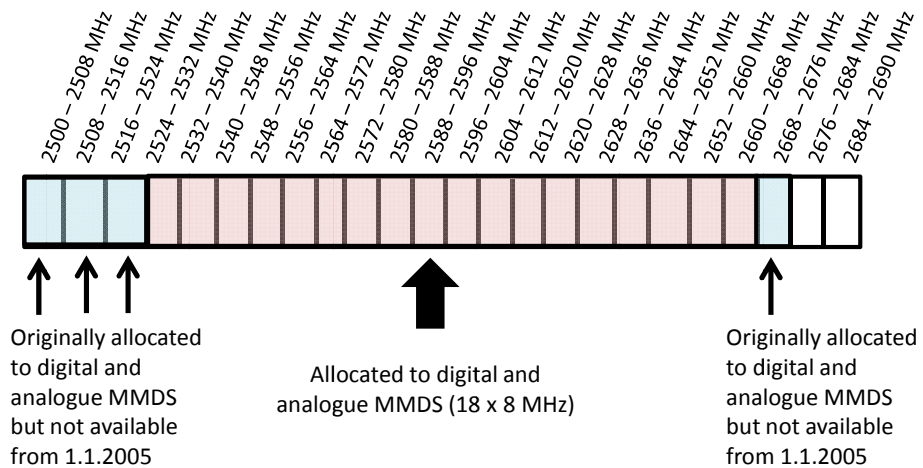 2500 – 2508 MHz
2508 – 2516 MHz
2516 – 2524 MHz
2524 – 2532 MHz
2532 – 2540 MHz
2540 – 2548 MHz
2548 – 2556 MHz
2556 – 2564 MHz
2564 – 2572 MHz
2572 – 2580 MHz
2580 – 2588 MHz
2588 – 2596 MHz
2596 – 2604 MHz
2604 – 2612 MHz
2612 – 2620 MHz
2620 – 2628 MHz
2628 – 2636 MHz
2636 – 2644 MHz
2644 – 2652 MHz
2652 – 2660 MHz
2660 – 2668 MHz
2668 – 2676 MHz
2676 – 2684 MHz
2684 – 2690 MHz
Originally allocated
to digital and
analogue MMDS
but not available
from 1.1.2005
Allocated to digital and
analogue MMDS (18 x 8 MHz)
Originally allocated
to digital and
analogue MMDS
but not available
from 1.1.2005